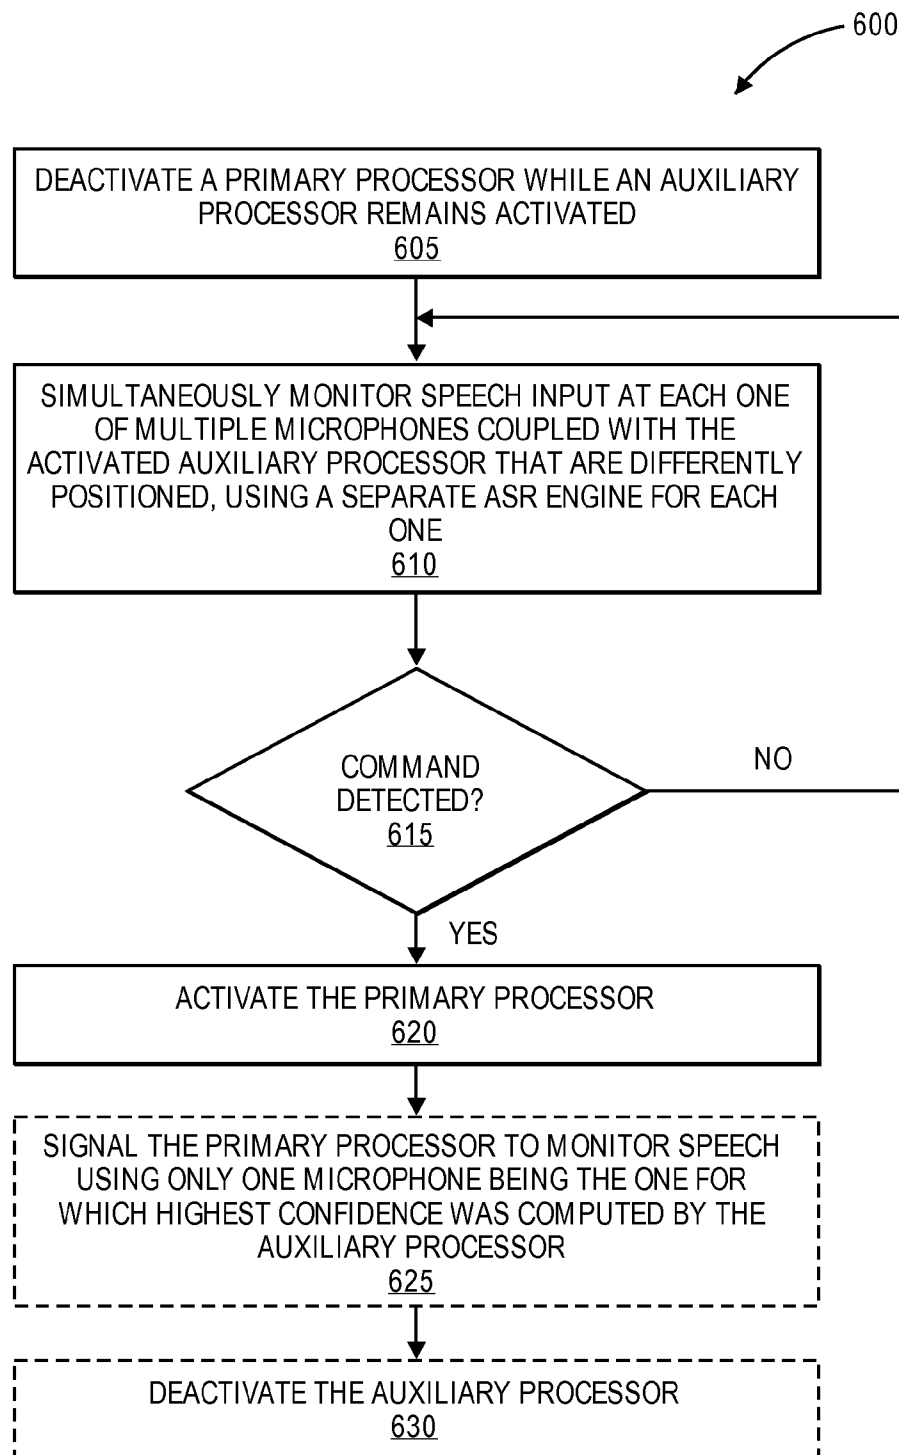 600
DEACTIVATE A PRIMARY PROCESSOR WHILE AN AUXILIARY
PROCESSOR REMAINS ACTIVATED
605
SIMULTANEOUSLY MONITOR SPEECH INPUT AT EACH ONE
OF MULTIPLE MICROPHONES COUPLED WITH THE
ACTIVATED AUXILIARY PROCESSOR THAT ARE DIFFERENTLY
POSITIONED, USING A SEPARATE ASR ENGINE FOR EACH
ONE
610
COMMAND
DETECTED?
615
NO
YES
ACTIVATE THE PRIMARY PROCESSOR
620
SIGNAL THE PRIMARY PROCESSOR TO MONITOR SPEECH
USING ONLY ONE MICROPHONE BEING THE ONE FOR
WHICH HIGHEST CONFIDENCE WAS COMPUTED BY THE
AUXILIARY PROCESSOR
625
DEACTIVATE THE AUXILIARY PROCESSOR
630